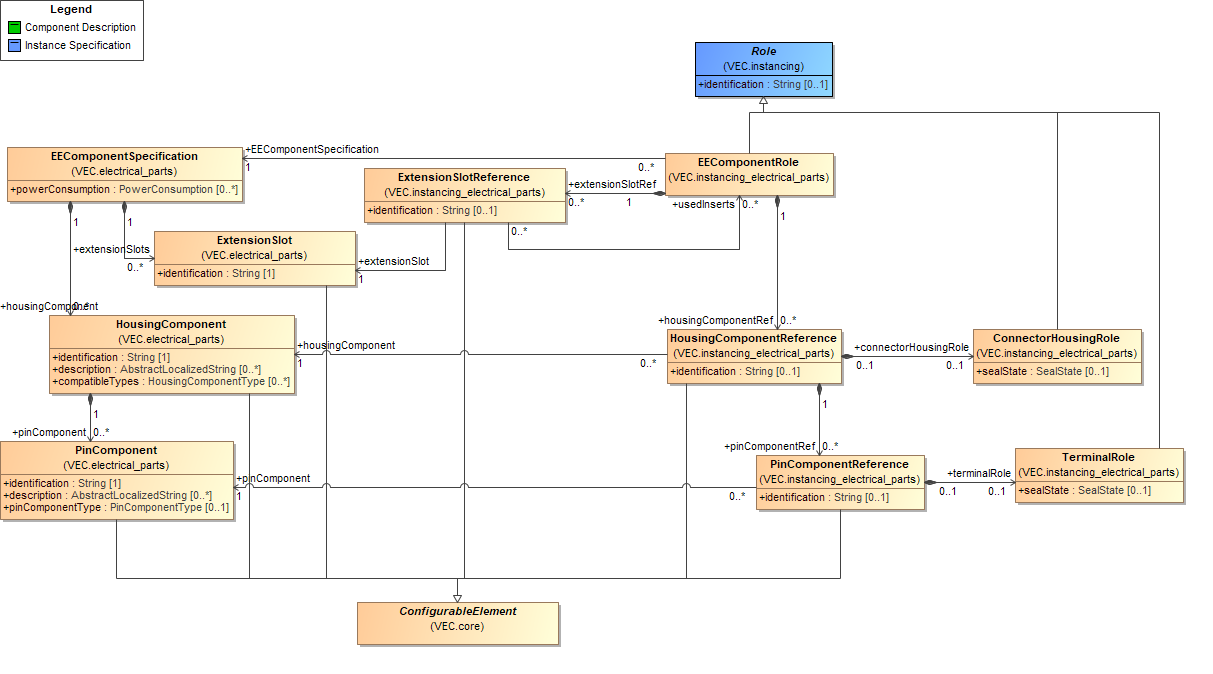 Legend
Component Description
Instance Specification
Role
(VEC.instancing)
+identification : String [0..1]
EEComponentSpecification
(VEC.electrical_parts)
+powerConsumption : PowerConsumption [0..*]
+EEComponentSpecification
1
0..*
EEComponentRole
(VEC.instancing_electrical_parts)
ExtensionSlotReference
(VEC.instancing_electrical_parts)
+identification : String [0..1]
+extensionSlotRef
0..*
1
+usedInserts
0..*
0..*
1
1
1
+extensionSlots
0..*
ExtensionSlot
(VEC.electrical_parts)
+identification : String [1]
+extensionSlot
1
+housingComponent
0..*
HousingComponent
(VEC.electrical_parts)
+identification : String [1]
+description : AbstractLocalizedString [0..*]
+compatibleTypes : HousingComponentType [0..*]
+housingComponent
1
0..*
+housingComponentRef
0..*
HousingComponentReference
(VEC.instancing_electrical_parts)
+identification : String [0..1]
+connectorHousingRole
0..1
0..1
ConnectorHousingRole
(VEC.instancing_electrical_parts)
+sealState : SealState [0..1]
1
+pinComponent
0..*
1
+pinComponentRef
0..*
PinComponent
(VEC.electrical_parts)
+identification : String [1]
+description : AbstractLocalizedString [0..*]
+pinComponentType : PinComponentType [0..1]
+pinComponent
1
0..*
PinComponentReference
(VEC.instancing_electrical_parts)
+identification : String [0..1]
+terminalRole
0..1
0..1
TerminalRole
(VEC.instancing_electrical_parts)
+sealState : SealState [0..1]
ConfigurableElement
(VEC.core)